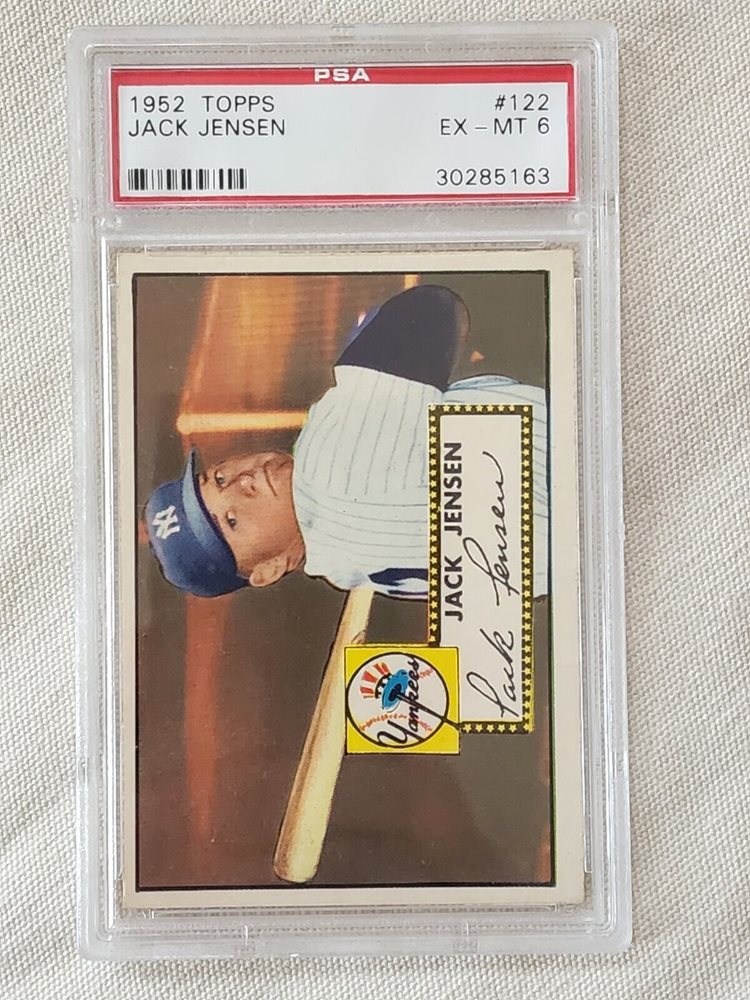 PSA
1952 TOPPS #122
JACK JENSEN EX - MT 6
30285163
NY
JACK JENSEN
Jack Jensen
Yankees